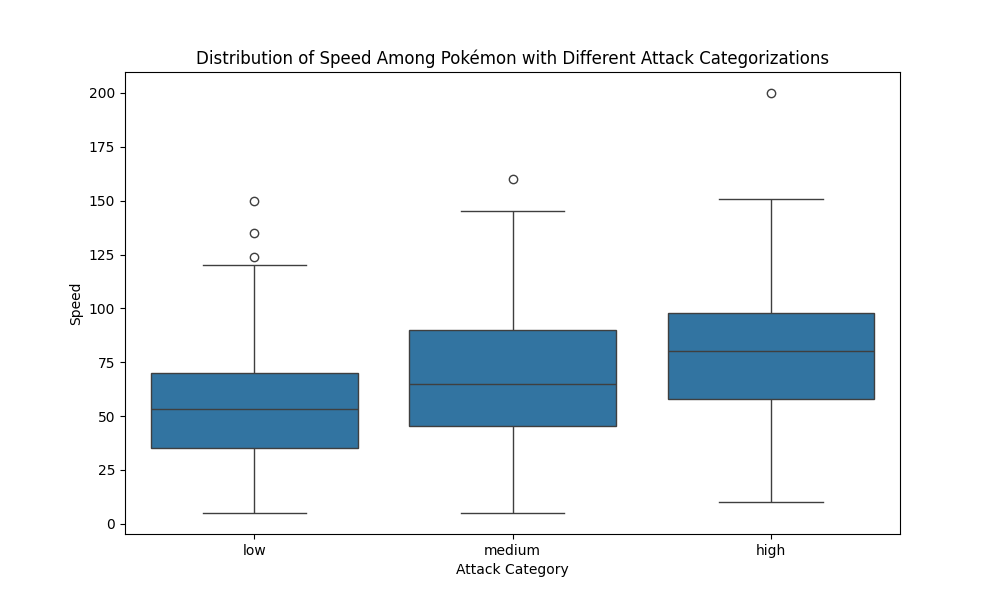 Distribution of Speed Among Pokémon with Different Attack Categorizations
200
175
150
125
100
75
50
25
0
Speed
low medium high
Attack Category